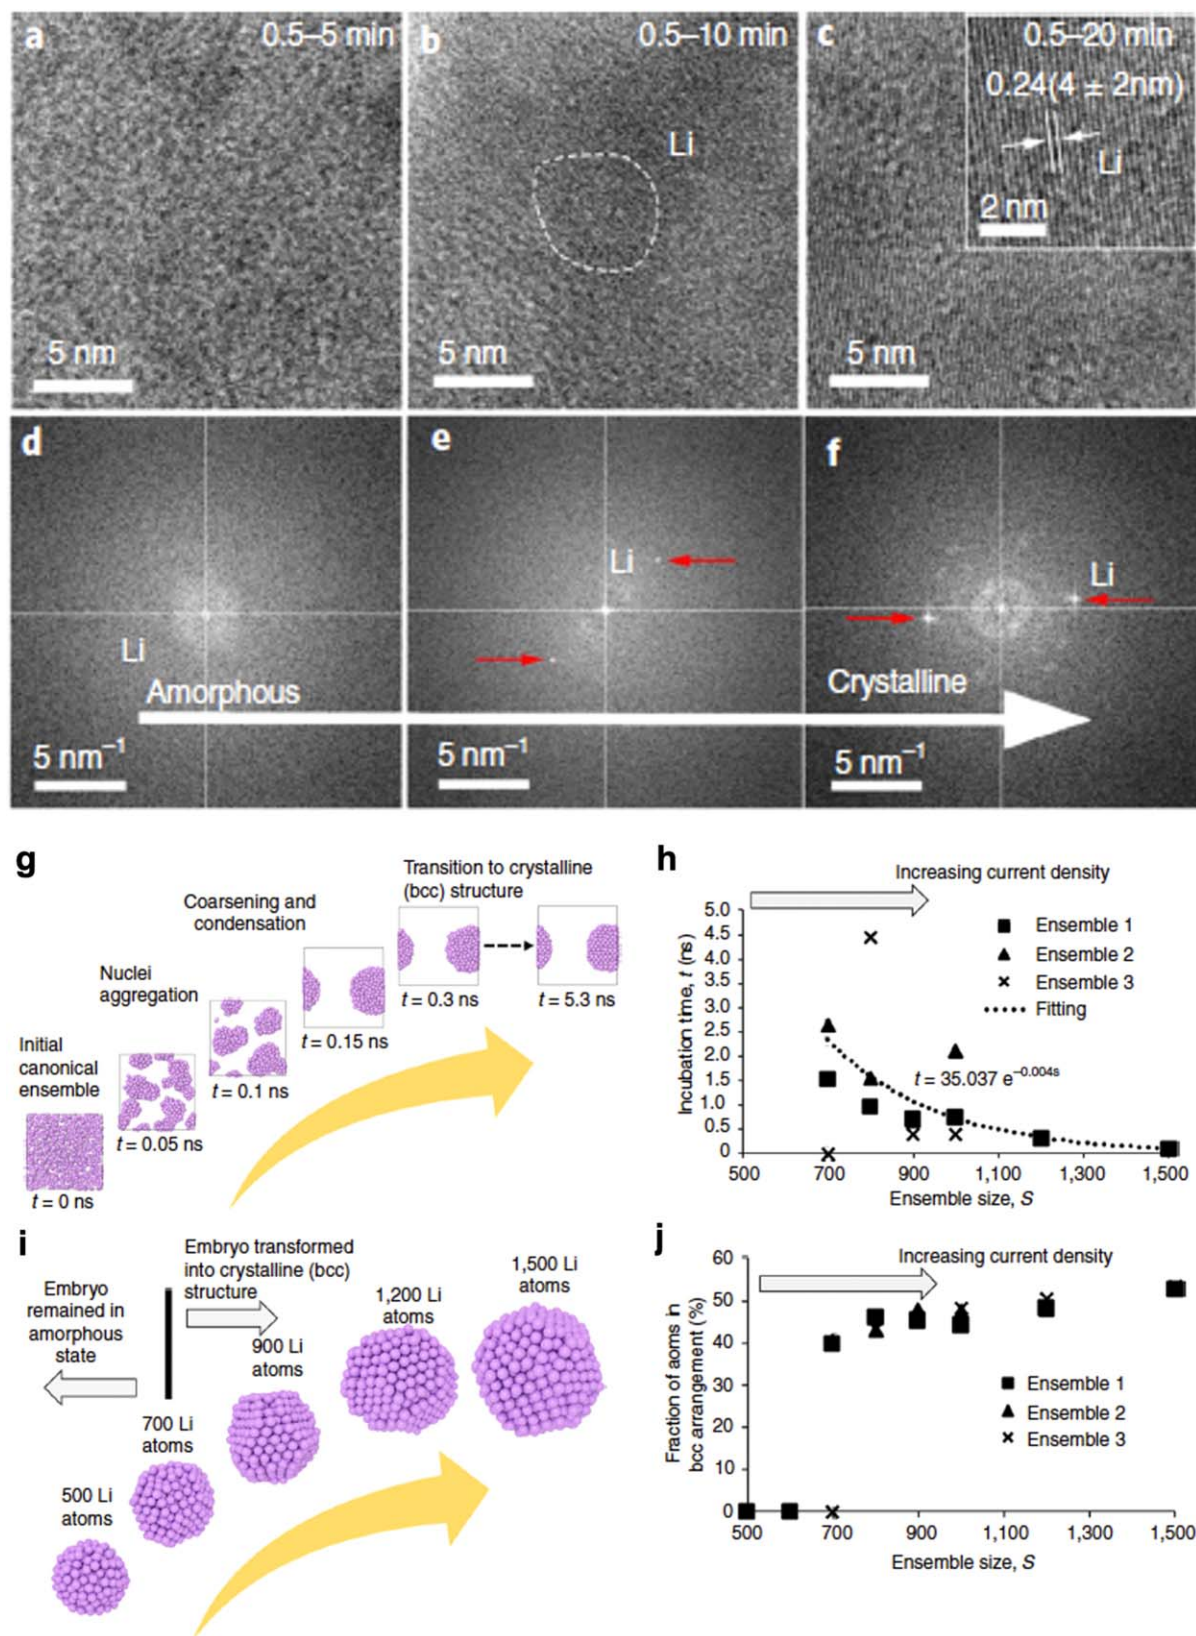 a
0.5–5 min
5 nm
b
0.5–10 min
Li
5 nm
c
0.5–20 min
0.24(4 ± 2nm)
Li
2 nm
5 nm
d
Li
Amorphous
5 nm⁻¹
e
Li
5 nm⁻¹
f
Li
Crystalline
5 nm⁻¹
g
Initial
canonical
ensemble
t = 0 ns
t = 0.05 ns
Nuclei
aggregation
t = 0.1 ns
Coarsening and
condensation
t = 0.15 ns
Transition to crystalline
(bcc) structure
t = 0.3 ns
t = 5.3 ns
h
Increasing current density
Incubation time, t (ns)
5.0
4.5
4.0
3.5
3.0
2.5
2.0
1.5
1.0
0.5
0
Ensemble 1
Ensemble 2
Ensemble 3
Fitting
t = 35.037 e⁻⁰·⁰⁰⁴ˢ
500 700 900 1,100 1,300 1,500
Ensemble size, S
i
Embryo
remained in
amorphous
state
Embryo transformed
into crystalline (bcc)
structure
500 Li
atoms
700 Li
atoms
900 Li
atoms
1,200 Li
atoms
1,500 Li
atoms
j
Increasing current density
Fraction of aoms in
bcc arrangement (%)
60
50
40
30
20
10
0
Ensemble 1
Ensemble 2
Ensemble 3
500 700 900 1,100 1,300 1,500
Ensemble size, S